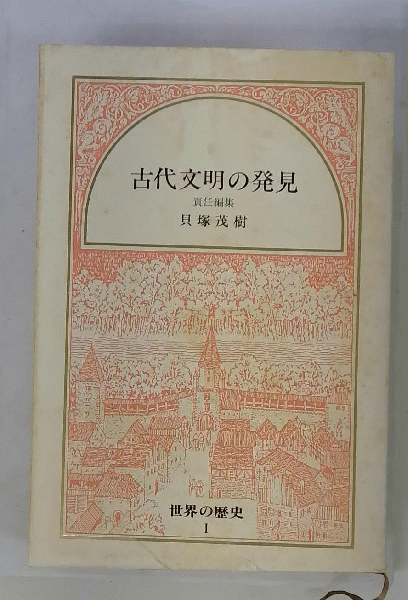 古代文明の発見
責任編集
貝塚茂樹
世界の歴史
1